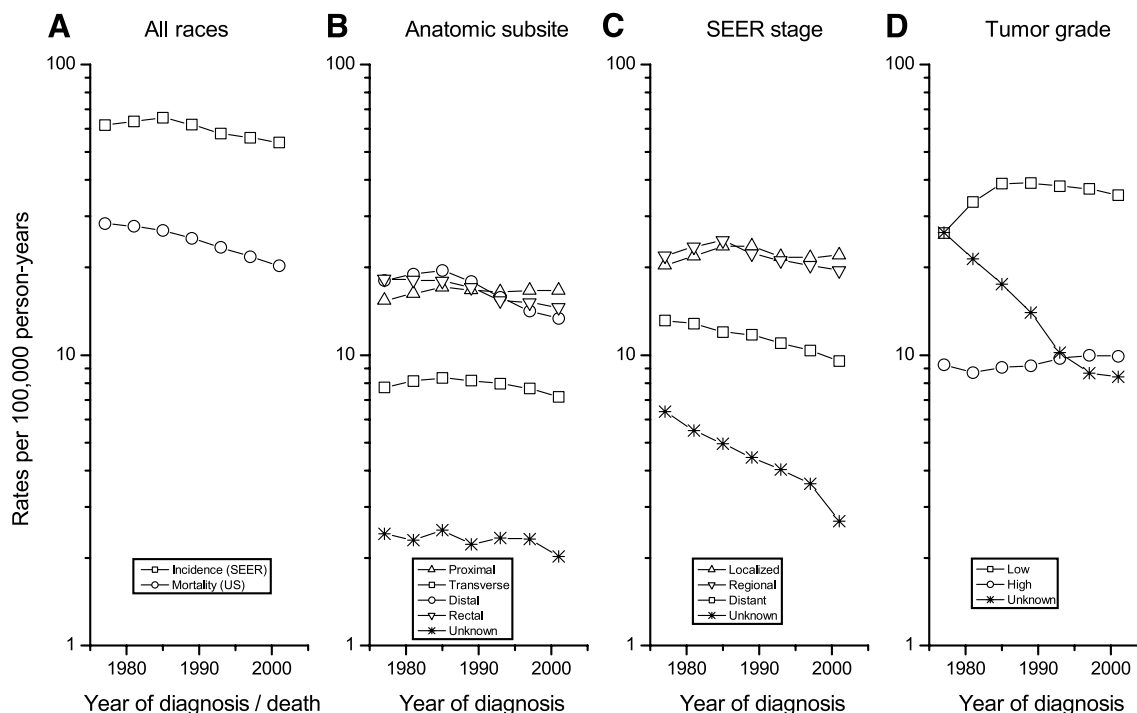 A All races
B Anatomic subsite
C SEER stage
D Tumor grade
Rates per 100,000 person-years
100
10
1
1980 1990 2000
Year of diagnosis / death
Incidence (SEER)
Mortality (US)
100
10
1
1980 1990 2000
Year of diagnosis
Proximal
Transverse
Distal
Rectal
Unknown
100
10
1
1980 1990 2000
Year of diagnosis
Localized
Regional
Distant
Unknown
100
10
1
1980 1990 2000
Year of diagnosis
Low
High
Unknown